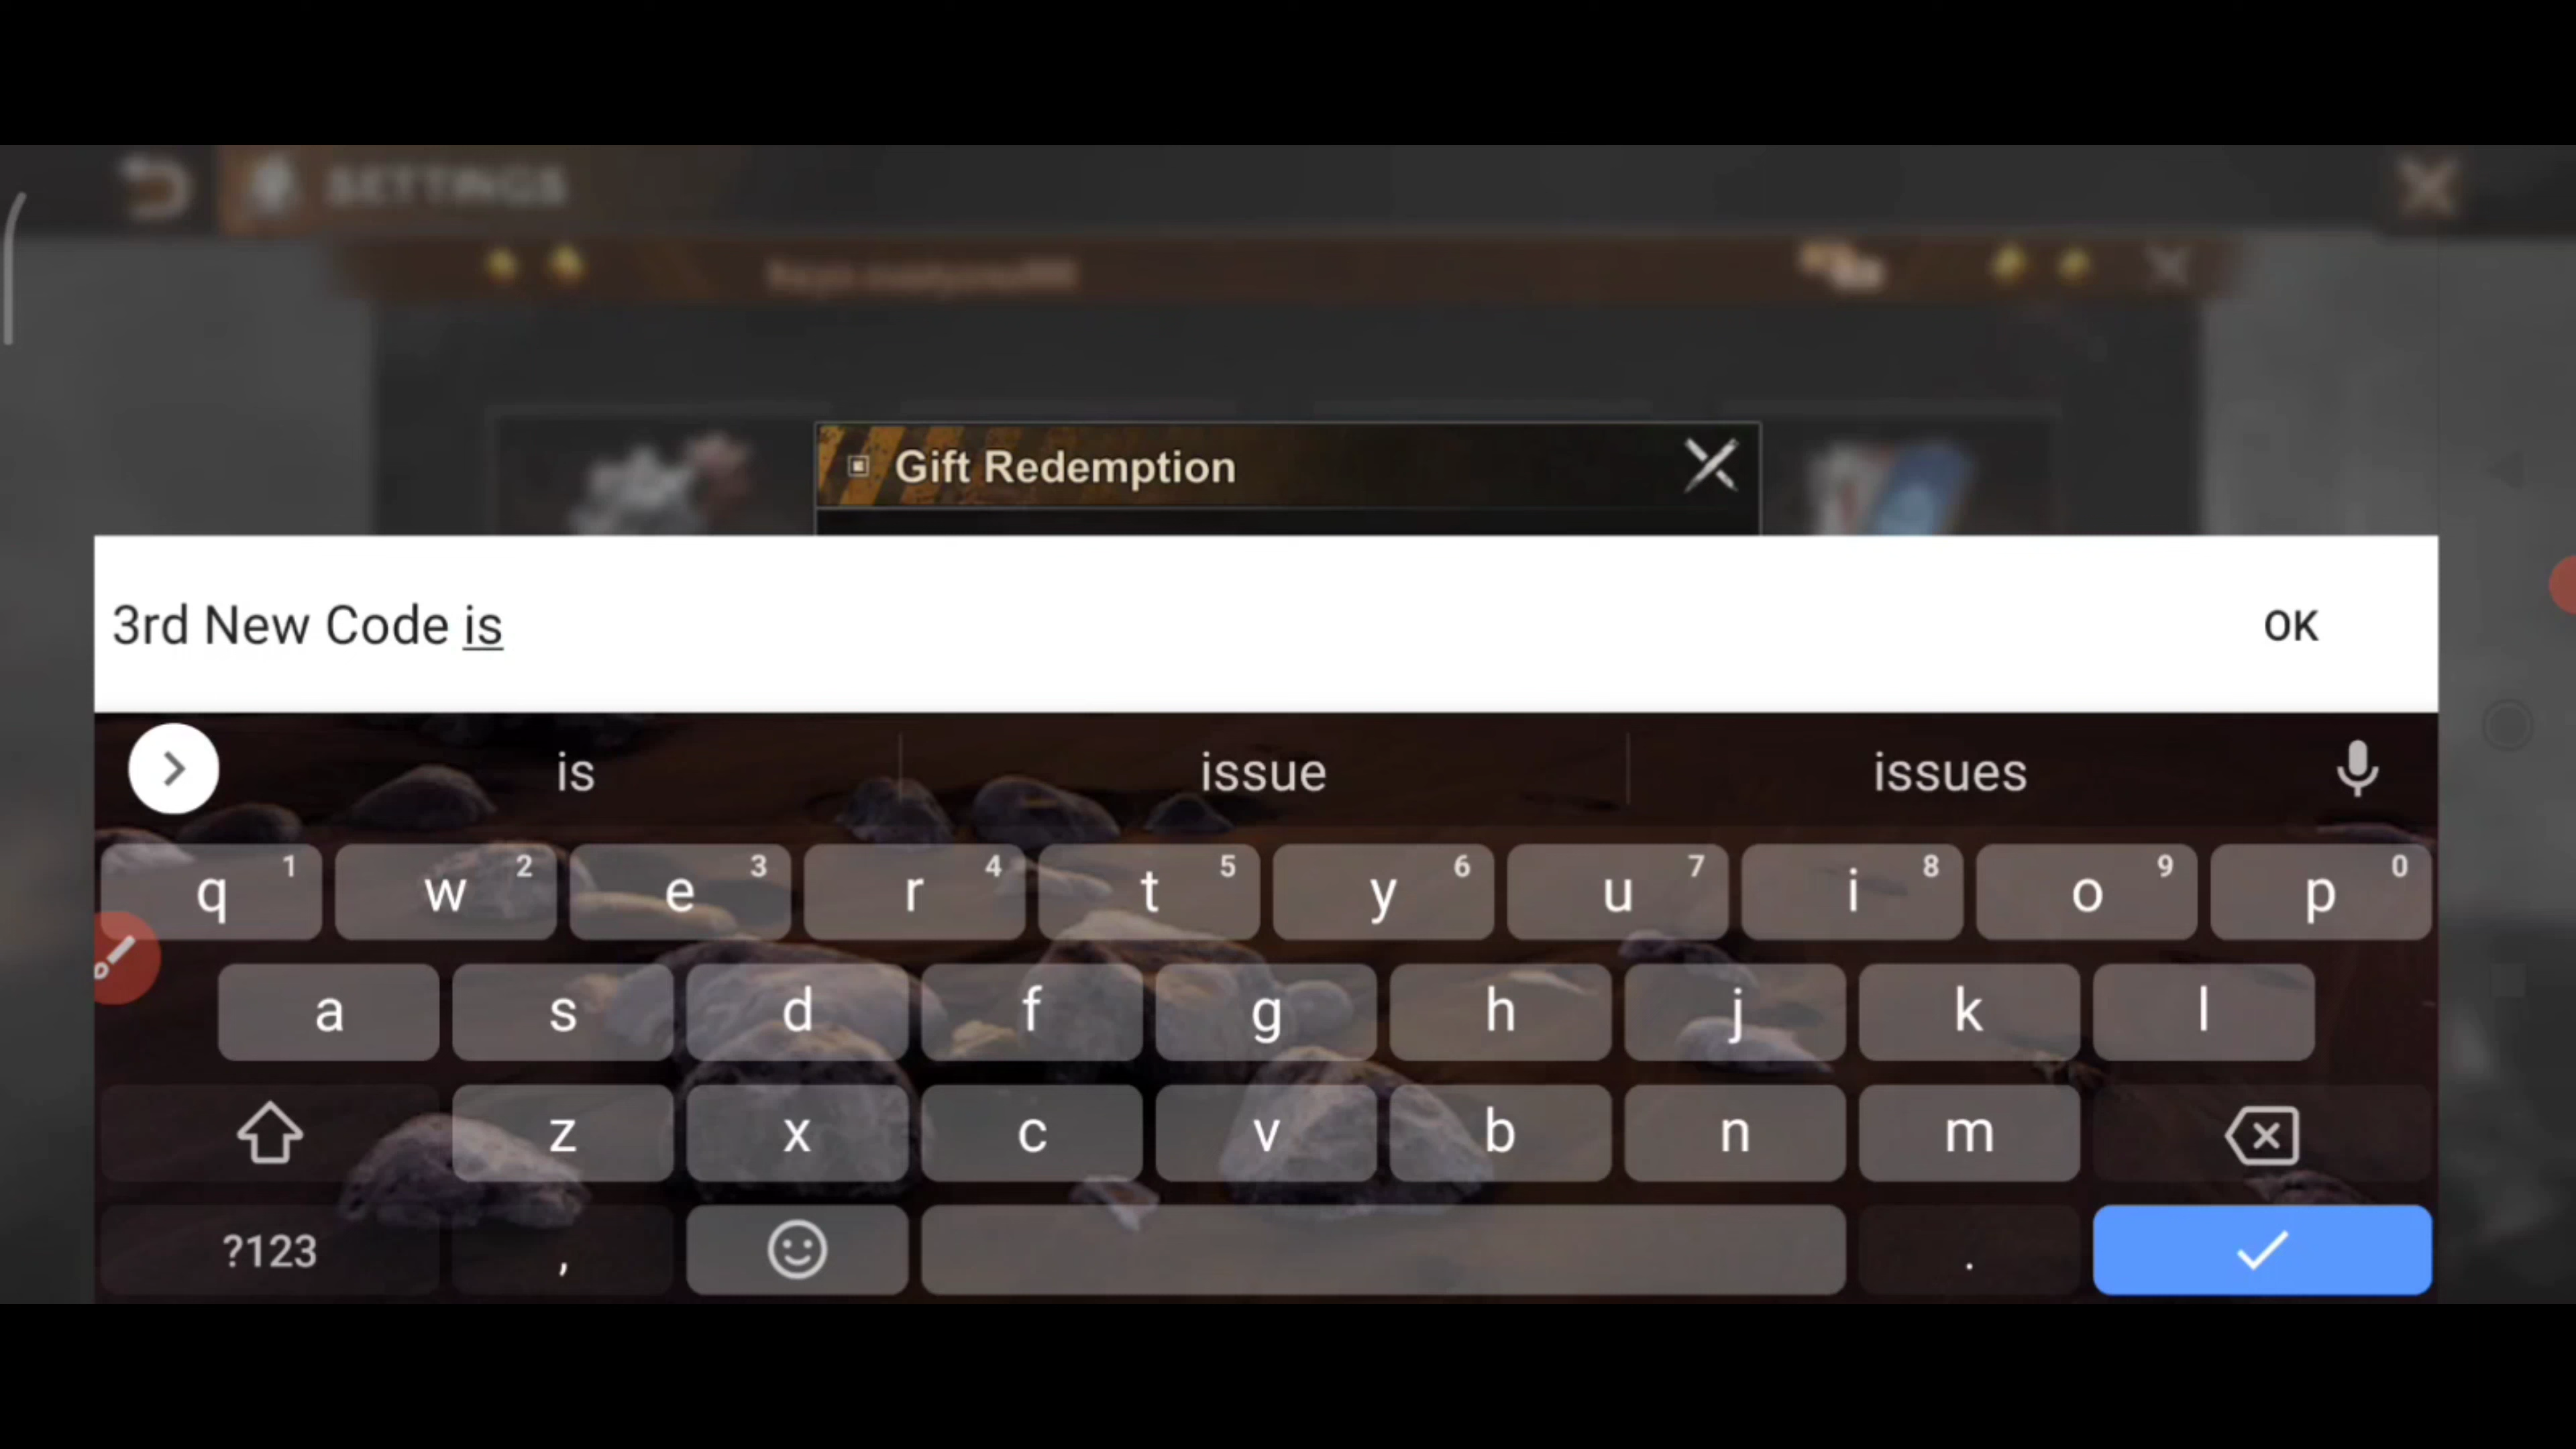 SETTINGS
Gift Redemption
3rd New Code is
OK
is issue issues
q 1 w 2 e 3 r 4 t 5 y 6 u 7 i 8 o 9 p 0
a s d f g h j k l
z x c v b n m
?123 , .